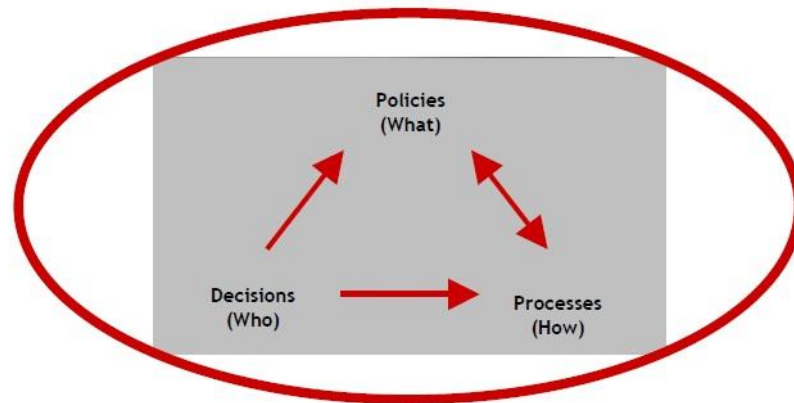 Policies
(What)
Decisions
(Who)
Processes
(How)